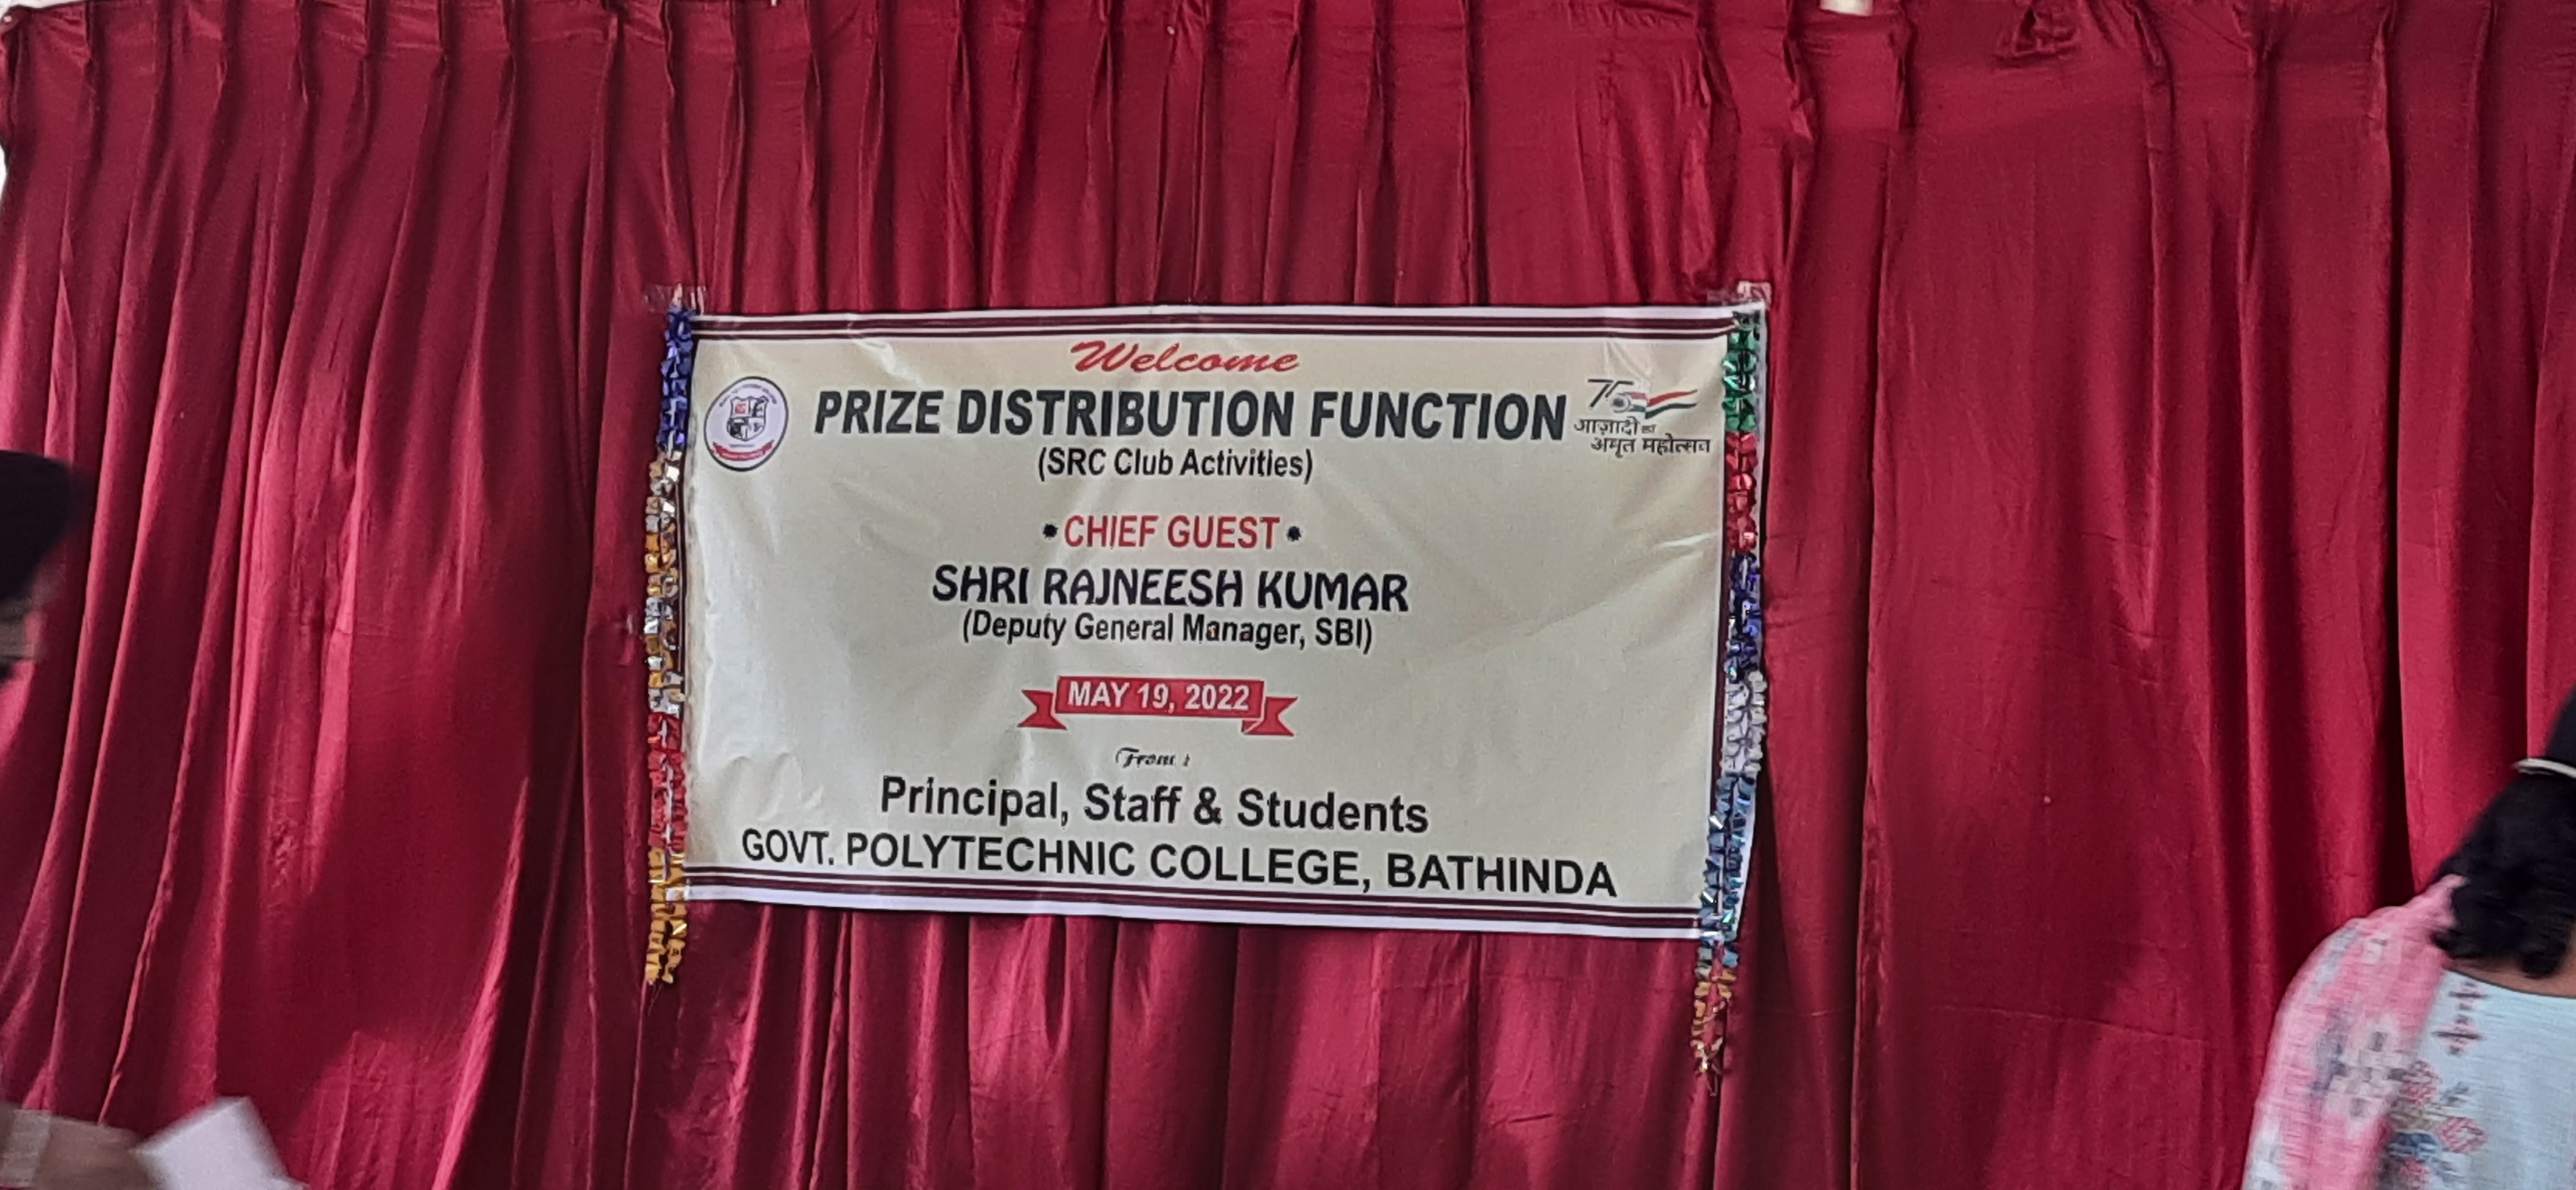 Welcome
PRIZE DISTRIBUTION FUNCTION
75
आज़ादी का
अमृत महोत्सव
(SRC Club Activities)
• CHIEF GUEST •
SHRI RAJNEESH KUMAR
(Deputy General Manager, SBI)
MAY 19, 2022
From :
Principal, Staff & Students
GOVT. POLYTECHNIC COLLEGE, BATHINDA